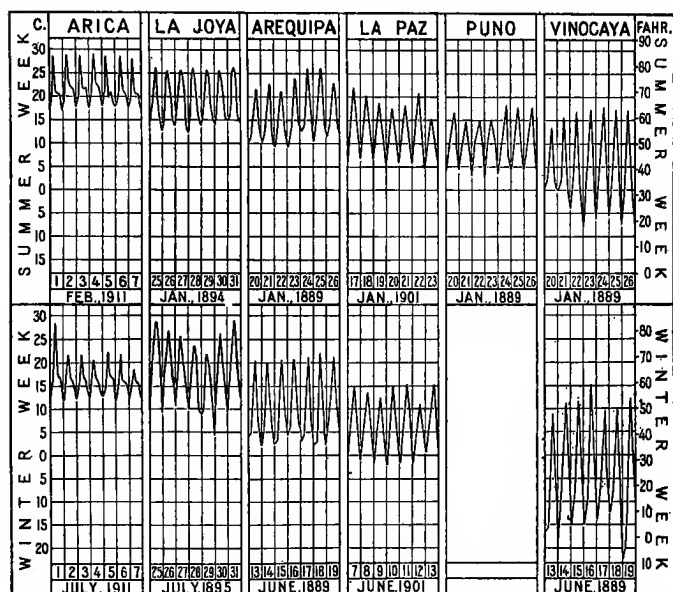 C. ARICA LA JOYA AREQUIPA LA PAZ PUNO VINOCAYA FAHR.
SUMMER WEEK
30
25
20
15
10
5
0
5
10
15
90
80
70
60
50
40
30
20
10
0
SUMMER WEEK
1 2 3 4 5 6 7
25 26 27 28 29 30 31
20 21 22 23 24 25 26
17 18 19 20 21 22 23
20 21 22 23 24 25 26
20 21 22 23 24 25 26
FEB., 1911 JAN., 1894 JAN., 1889 JAN., 1901 JAN., 1889 JAN., 1889
WINTER WEEK
30
25
20
15
10
5
0
5
10
15
20
80
70
60
50
40
30
20
10
0
10
WINTER WEEK
1 2 3 4 5 6 7
25 26 27 28 29 30 31
13 14 15 16 17 18 19
7 8 9 10 11 12 13
13 14 15 16 17 18 19
JULY, 1911 JULY, 1895 JUNE, 1889 JUNE, 1901 JUNE, 1889